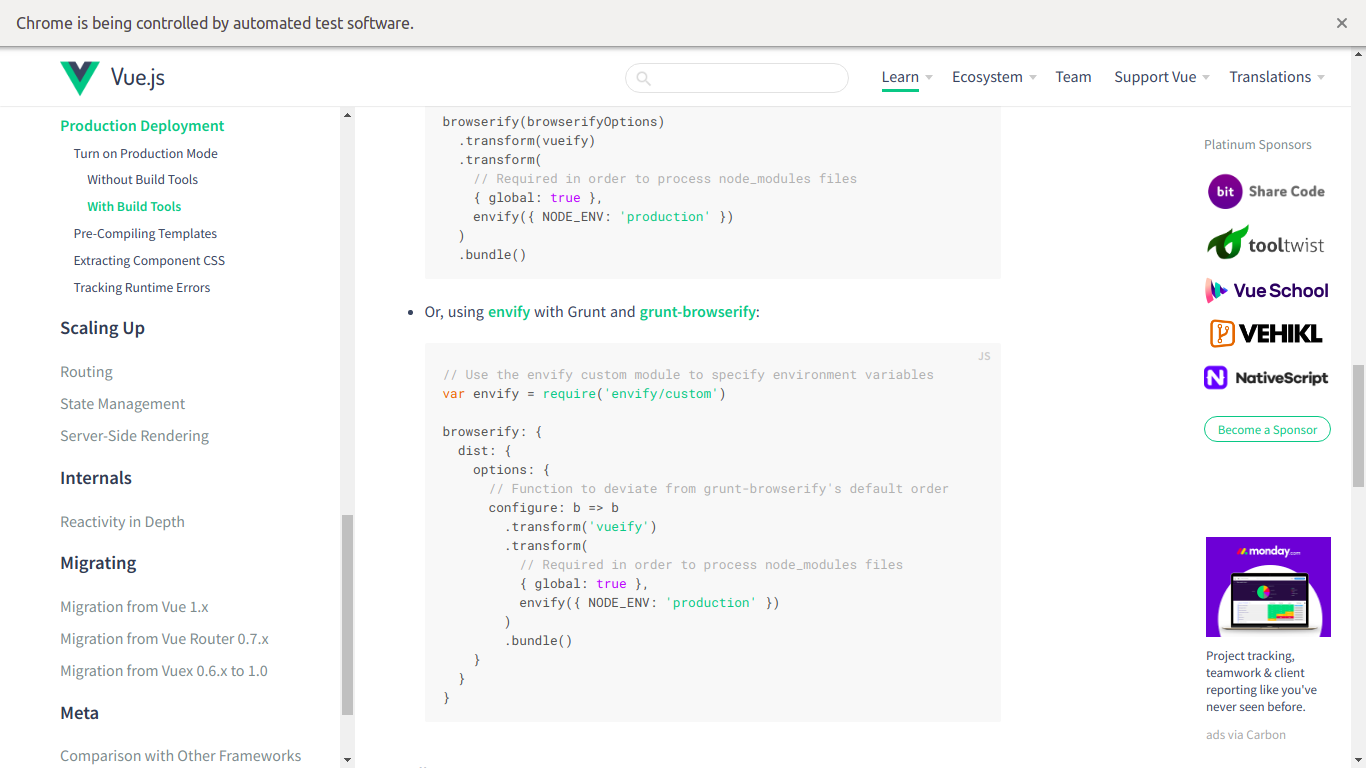 Chrome is being controlled by automated test software.
Vue.js
Learn
Ecosystem
Team
Support Vue
Translations
Production Deployment
Turn on Production Mode
Without Build Tools
With Build Tools
Pre-Compiling Templates
Extracting Component CSS
Tracking Runtime Errors
Scaling Up
Routing
State Management
Server-Side Rendering
Internals
Reactivity in Depth
Migrating
Migration from Vue 1.x
Migration from Vue Router 0.7.x
Migration from Vuex 0.6.x to 1.0
Meta
Comparison with Other Frameworks
browserify(browserifyOptions)
.transform(vueify)
.transform(
// Required in order to process node_modules files
{ global: true },
envify({ NODE_ENV: 'production' })
)
.bundle()
Or, using envify with Grunt and grunt-browserify:
JS
// Use the envify custom module to specify environment variables
var envify = require('envify/custom')
browserify: {
dist: {
options: {
// Function to deviate from grunt-browserify's default order
configure: b => b
.transform('vueify')
.transform(
// Required in order to process node_modules files
{ global: true },
envify({ NODE_ENV: 'production' })
)
.bundle()
}
}
}
Platinum Sponsors
bit Share Code
tooltwist
Vue School
VEHIKL
NativeScript
Become a Sponsor
monday.com
Project tracking,
teamwork & client
reporting like you've
never seen before.
ads via Carbon